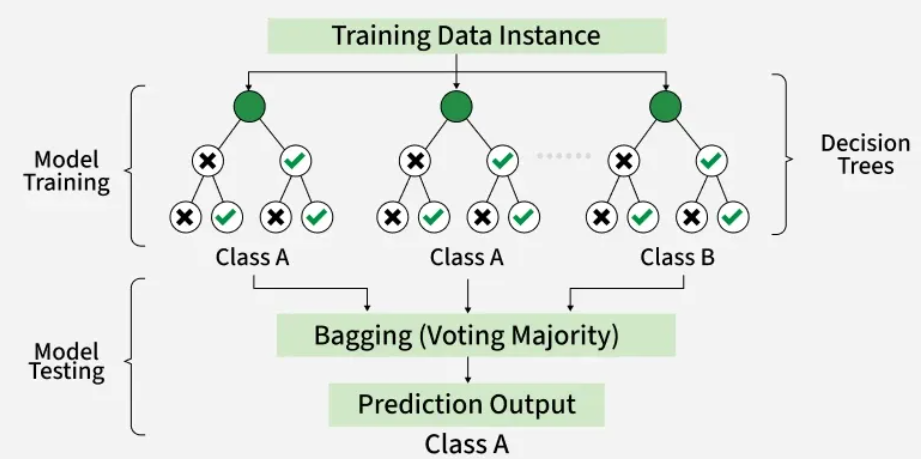 Training Data Instance
Model
Training
Decision
Trees
Class A
Class A
Class B
Model
Testing
Bagging (Voting Majority)
Prediction Output
Class A